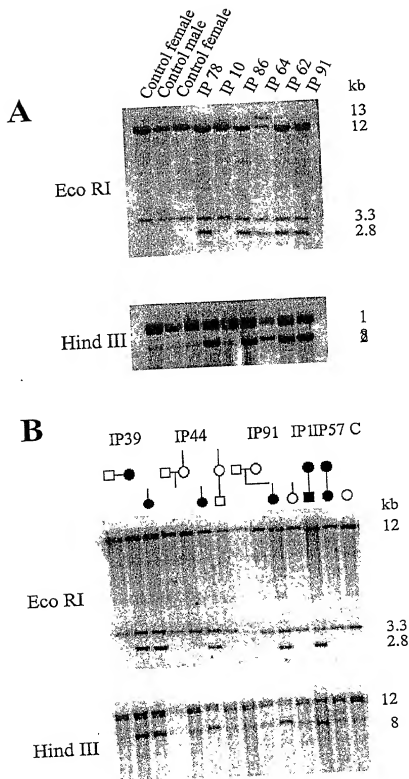 A
Control female
Control male
Control female
IP 78
IP 10
IP 86
IP 64
IP 62
IP 91
kb
13
12
Eco RI
3.3
2.8
Hind III
1
B
IP39 IP44 IP91 IP1IP57 C
kb
12
Eco RI
3.3
2.8
12
8
Hind III